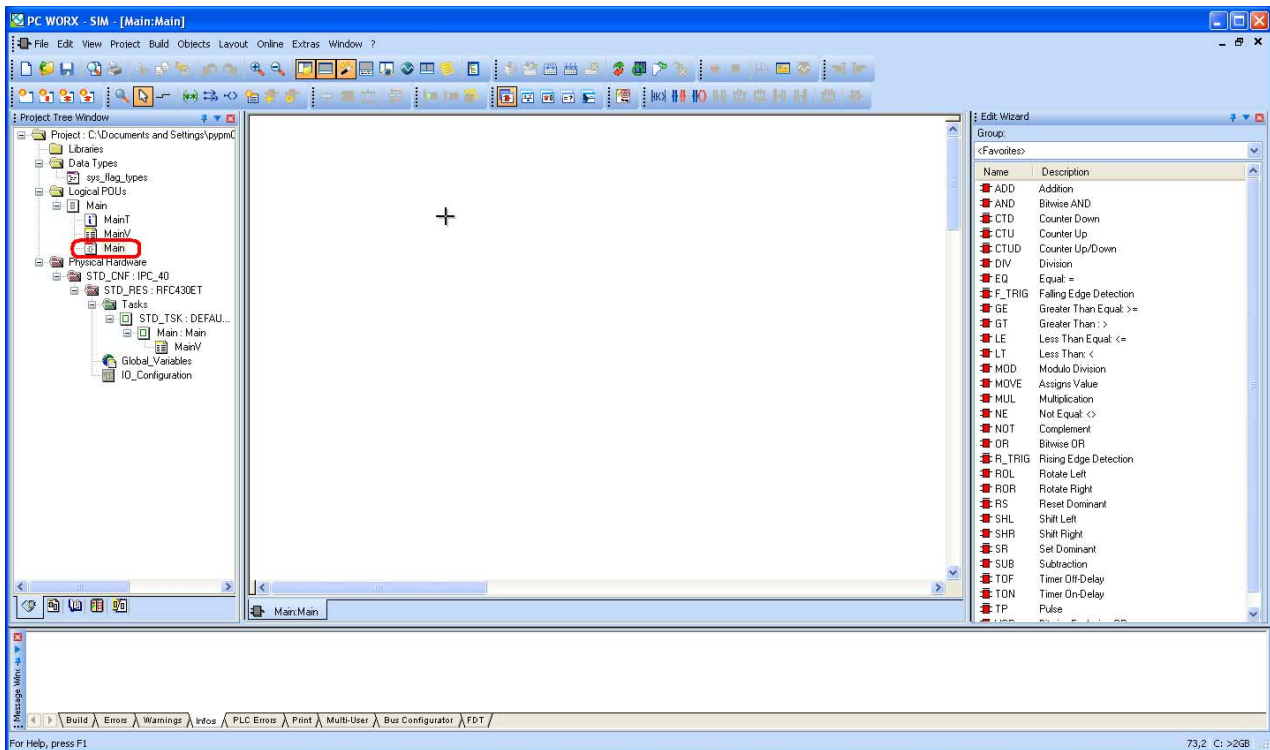 PC WORX - SIM - [Main:Main]
File Edit View Project Build Objects Layout Online Extras Window ?
Project Tree Window
Project : C:\Documents and Settings\pypm
Libraries
Data Types
sys_flag_types
Logical POUs
Main
MainT
MainV
Main
Physical Hardware
STD_CNF : IPC_40
STD_RES : RFC430ET
Tasks
STD_TSK : DEFAU...
Main : Main
MainV
Global_Variables
IO_Configuration
Main:Main
Edit Wizard
Group:
<Favorites>
Name Description
ADD Addition
AND Bitwise AND
CTD Counter Down
CTU Counter Up
CTUD Counter Up/Down
DIV Division
EQ Equal: =
F_TRIG Falling Edge Detection
GE Greater Than Equal: >=
GT Greater Than : >
LE Less Than Equal: <=
LT Less Than: <
MOD Modulo Division
MOVE Assigns Value
MUL Multiplication
NE Not Equal: <>
NOT Complement
OR Bitwise OR
R_TRIG Rising Edge Detection
ROL Rotate Left
ROR Rotate Right
RS Reset Dominant
SHL Shift Left
SHR Shift Right
SR Set Dominant
SUB Subtraction
TOF Timer Off-Delay
TON Timer On-Delay
TP Pulse
Message Wind
Build Errors Warnings Infos PLC Errors Print Multi-User Bus Configurator FDT
For Help, press F1
73,2 C: >2GB